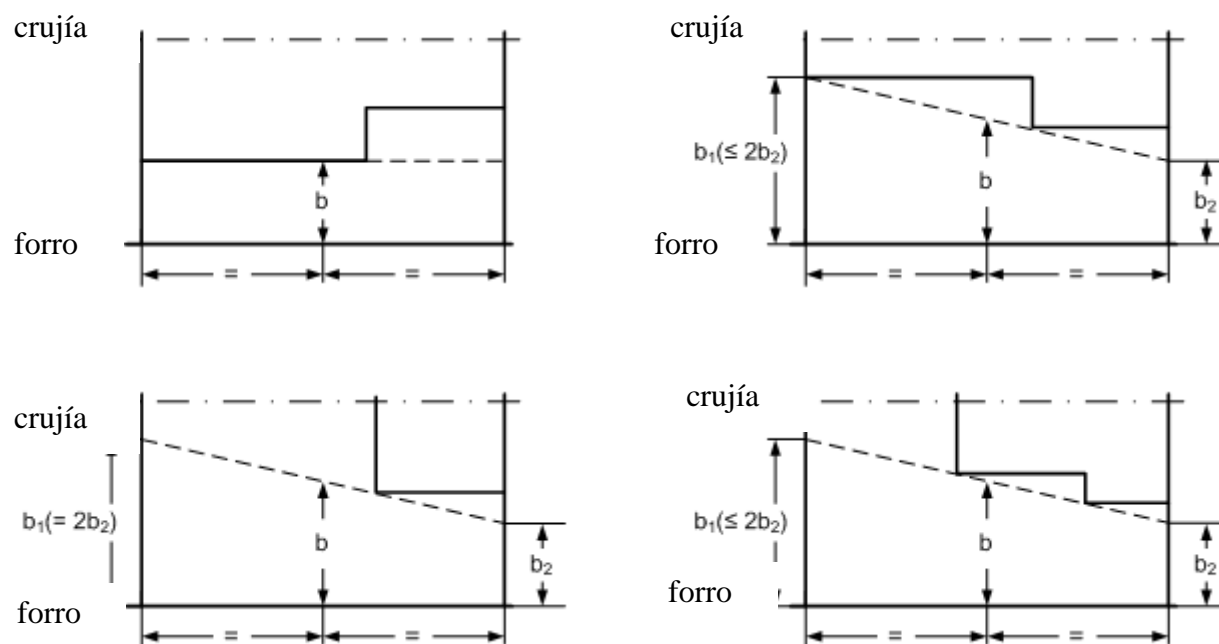 crujía
b
forro
= =
crujía
b₁(≤ 2b₂)
b
b₂
forro
= =
crujía
b₁(= 2b₂)
b
b₂
forro
= =
crujía
b₁(≤ 2b₂)
b
b₂
forro
= =